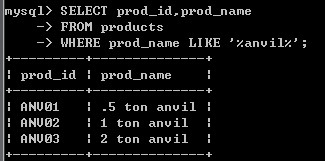 mysql> SELECT prod_id,prod_name
    -> FROM products
    -> WHERE prod_name LIKE '%anvil%';
+---------+--------------+
| prod_id | prod_name    |
+---------+--------------+
| ANV01   | .5 ton anvil |
| ANV02   | 1 ton anvil  |
| ANV03   | 2 ton anvil  |
+---------+--------------+